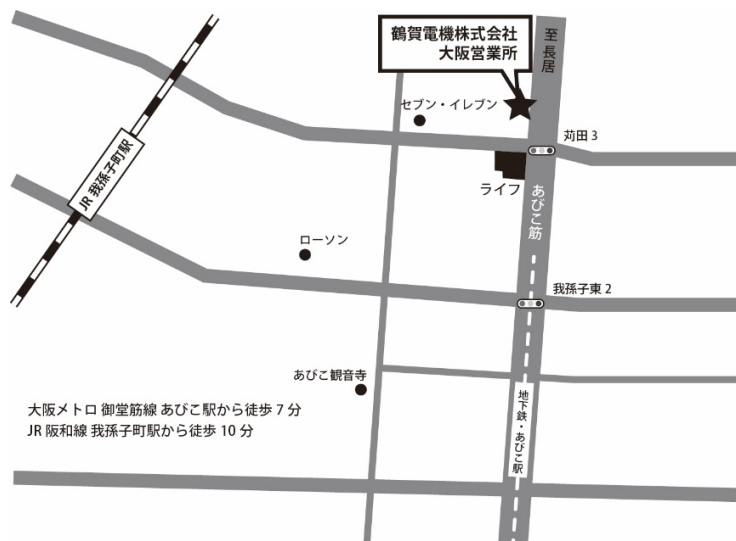 鶴賀電機株式会社
大阪営業所
至 長居
セブン・イレブン
苅田 3
JR 我孫子町駅
ライフ
あびこ筋
ローソン
我孫子東 2
あびこ観音寺
地下鉄・あびこ駅
大阪メトロ 御堂筋線 あびこ駅から徒歩 7 分
JR 阪和線 我孫子町駅から徒歩 10 分